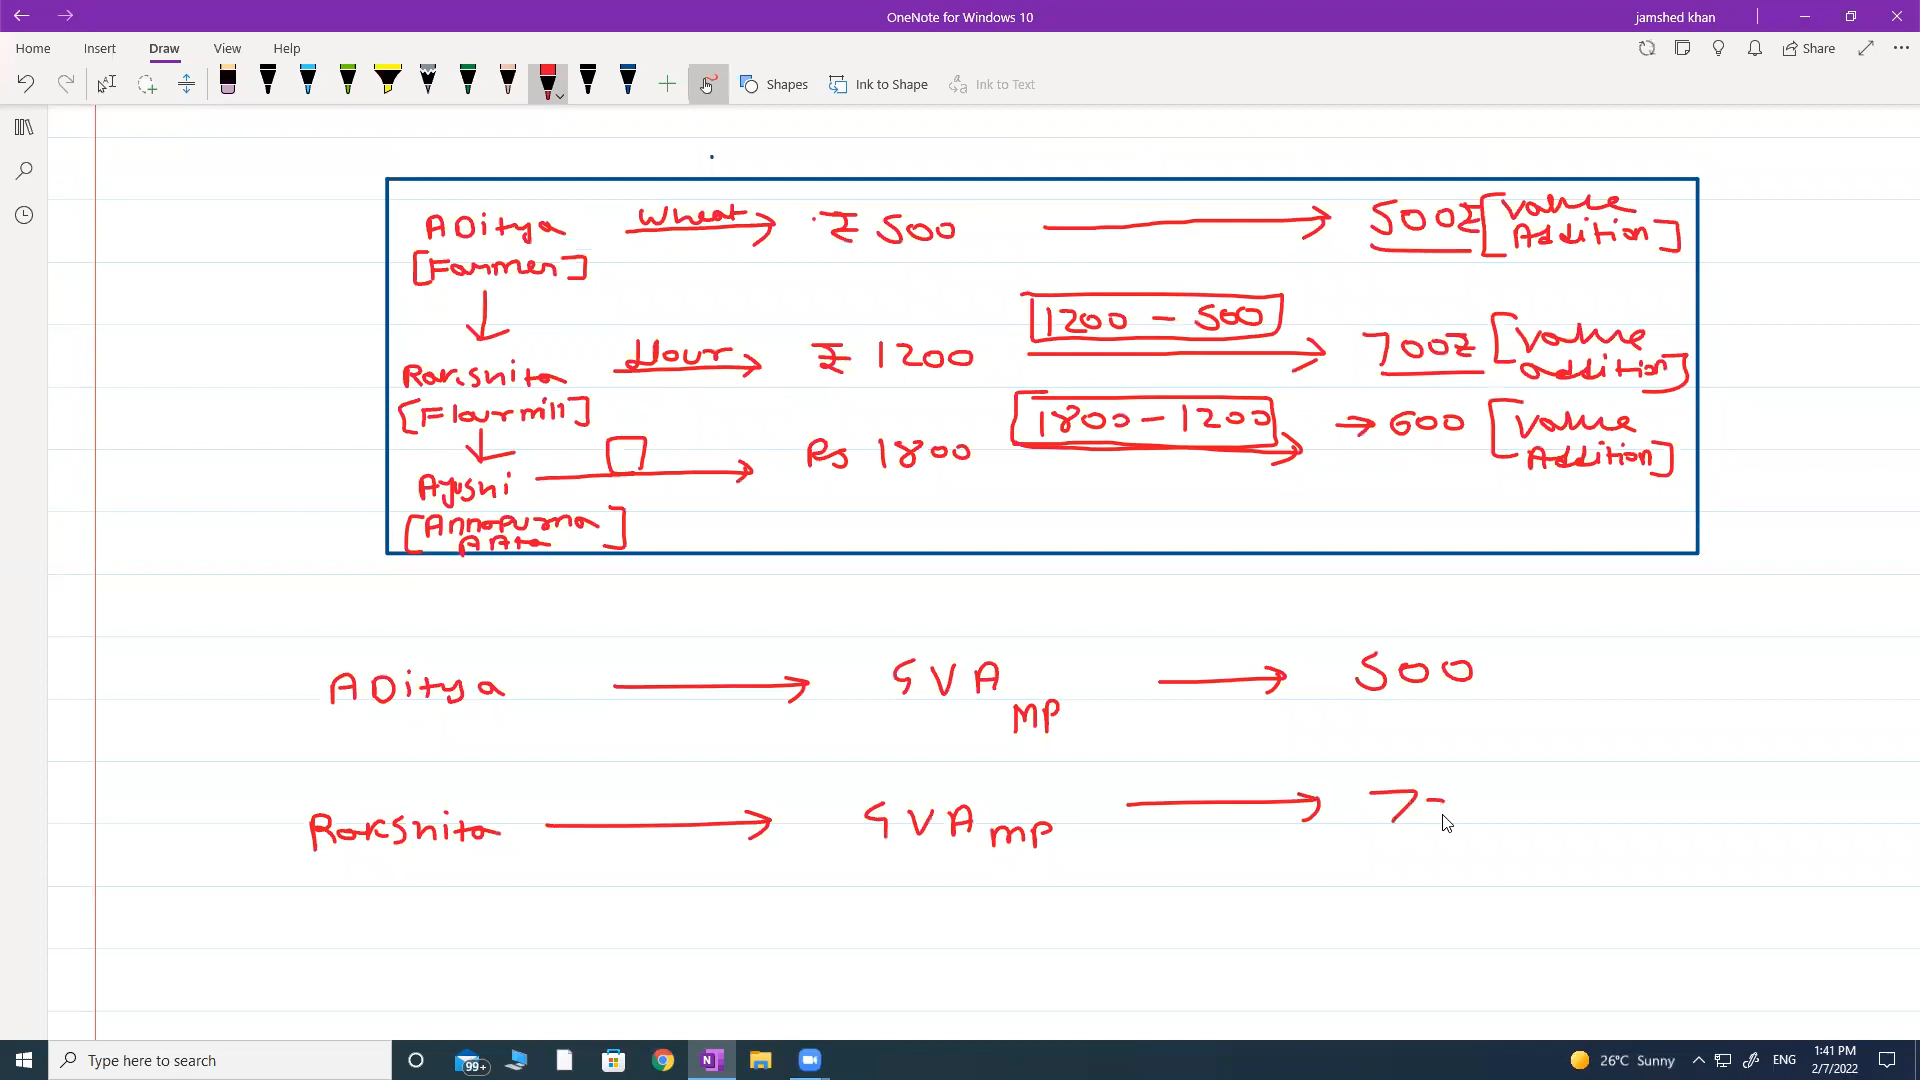 OneNote for Windows 10
jamshed khan
Home Insert Draw View Help
Share
Shapes Ink to Shape Ink to Text
ADitya wheat ₹ 500 500₹ [value Addition]
[Farmer]
1200 - 500
Rakshita flour ₹ 1200 700₹ [value addition]
[Flour mill]
1800 - 1200
Ayushi Rs 1800 → 600 [value Addition]
[Annapurna AAta]
ADitya GVA MP 500
Rakshita GVA MP 7
Type here to search
99+
26°C Sunny
ENG
1:41 PM
2/7/2022